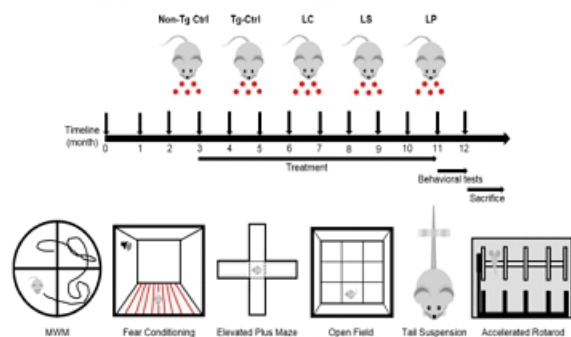 Non-Tg Ctrl Tg-Ctrl LC LS LP
Timeline
(month)
0 1 2 3 4 5 6 7 8 9 10 11 12
Treatment
Behavioral tests
Sacrifice
MWM Fear Conditioning Elevated Plus Maze Open Field Tail Suspension Accelerated Rotarod